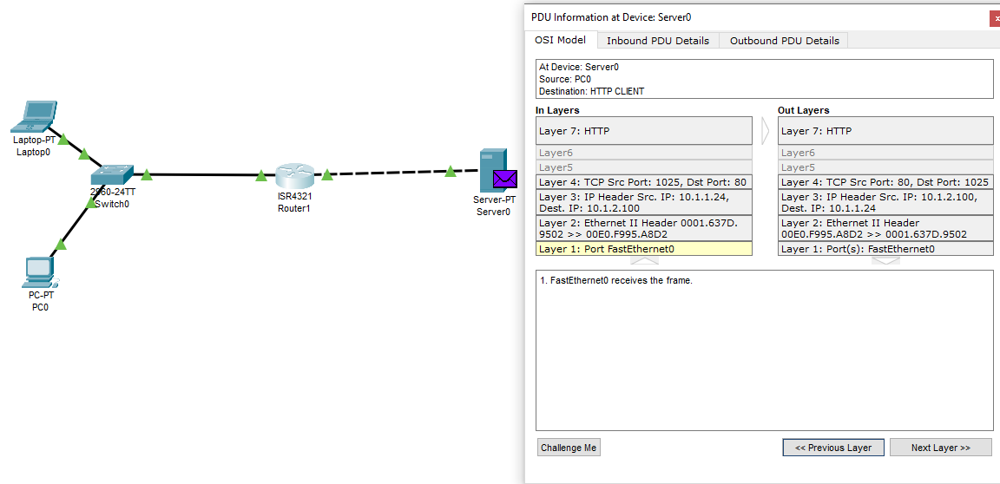 PDU Information at Device: Server0
x
OSI Model
Inbound PDU Details
Outbound PDU Details
At Device: Server0
Source: PC0
Destination: HTTP CLIENT
In Layers
Layer 7: HTTP
Layer6
Layer5
Layer 4: TCP Src Port: 1025, Dst Port: 80
Layer 3: IP Header Src. IP: 10.1.1.24,
Dest. IP: 10.1.2.100
Layer 2: Ethernet II Header 0001.637D.
9502 >> 00E0.F995.A8D2
Layer 1: Port FastEthernet0
Out Layers
Layer 7: HTTP
Layer6
Layer5
Layer 4: TCP Src Port: 80, Dst Port: 1025
Layer 3: IP Header Src. IP: 10.1.2.100,
Dest. IP: 10.1.1.24
Layer 2: Ethernet II Header
00E0.F995.A8D2 >> 0001.637D.9502
Layer 1: Port(s): FastEthernet0
1. FastEthernet0 receives the frame.
Challenge Me
<< Previous Layer
Next Layer >>
Laptop-PT
Laptop0
2960-24TT
Switch0
ISR4321
Router1
Server-PT
Server0
PC-PT
PC0